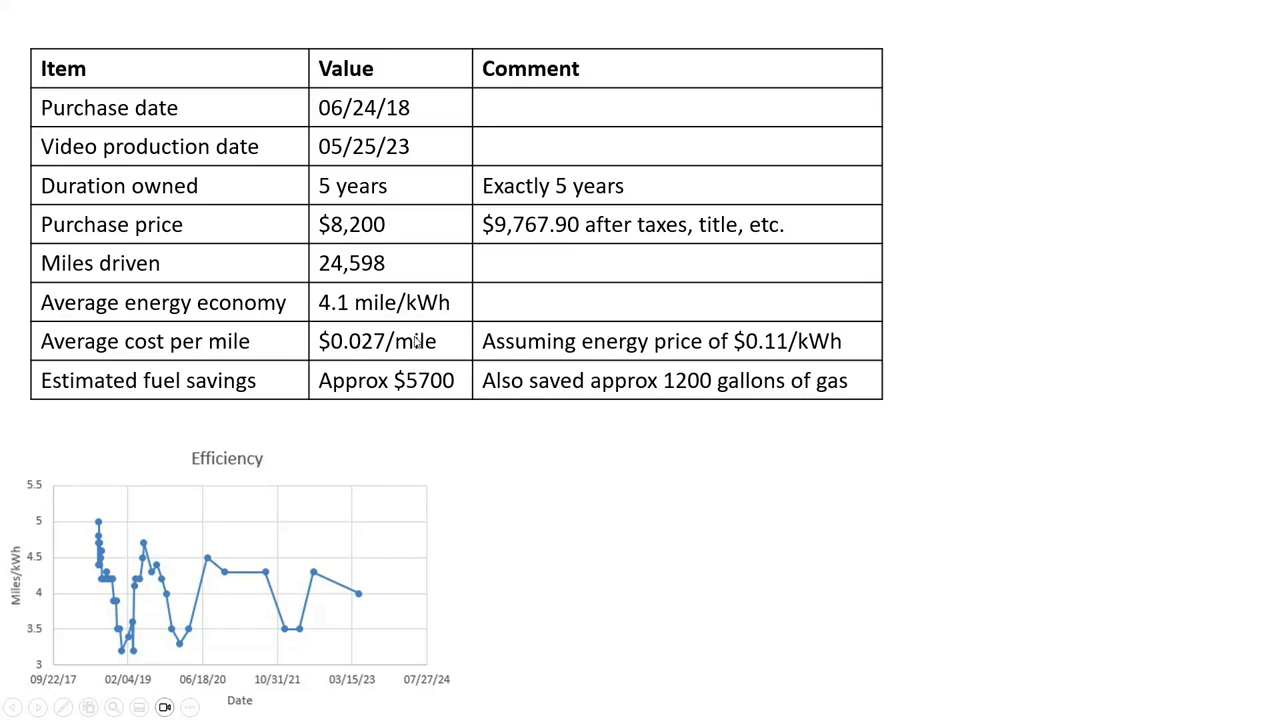 Item Value Comment
Purchase date 06/24/18
Video production date 05/25/23
Duration owned 5 years Exactly 5 years
Purchase price $8,200 $9,767.90 after taxes, title, etc.
Miles driven 24,598
Average energy economy 4.1 mile/kWh
Average cost per mile $0.027/mile Assuming energy price of $0.11/kWh
Estimated fuel savings Approx $5700 Also saved approx 1200 gallons of gas
Efficiency
5.5
5
4.5
4
3.5
3
Miles/kWh
09/22/17 02/04/19 06/18/20 10/31/21 03/15/23 07/27/24
Date